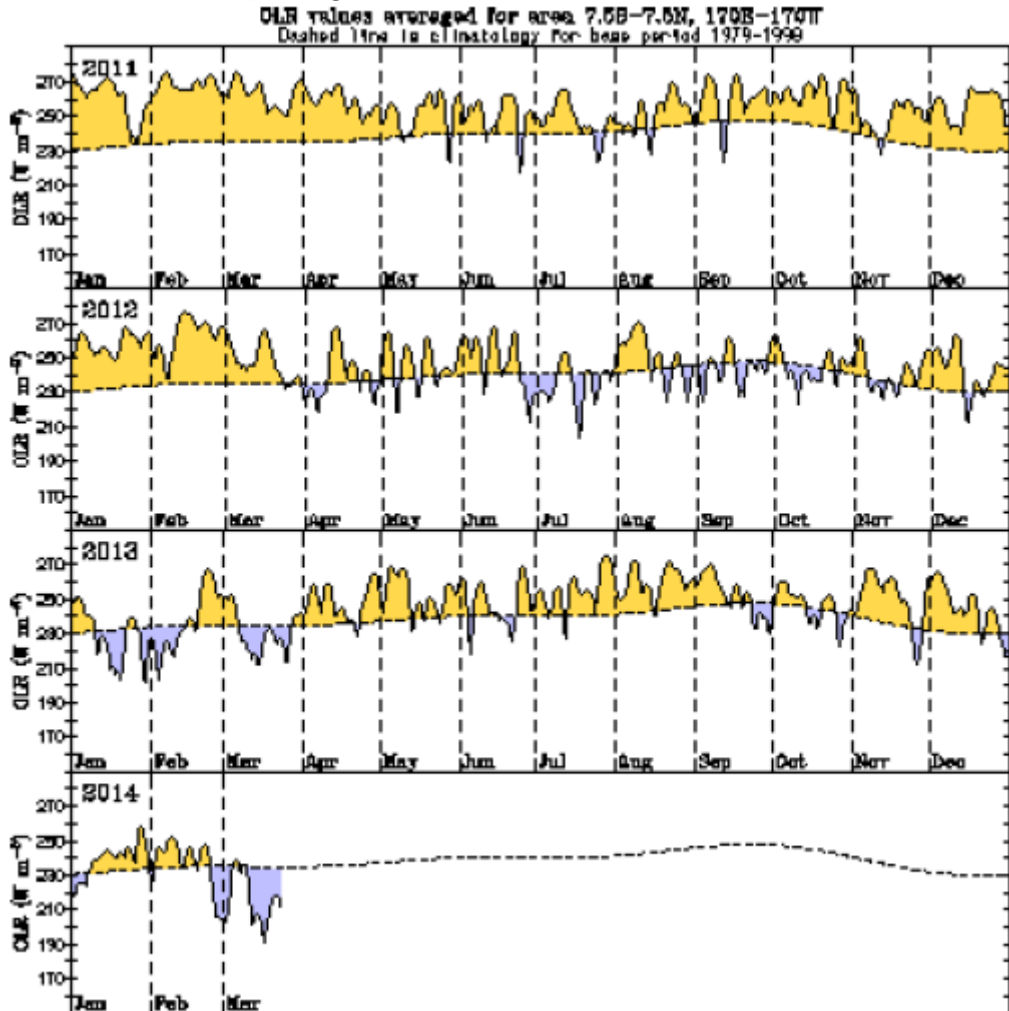 OLR values averaged for area 7.5S-7.5N, 170E-170W
Dashed line is climatology for base period 1979-1998
2011
OLR (W m⁻²)
270
250
230
210
190
170
Jan Feb Mar Apr May Jun Jul Aug Sep Oct Nov Dec
2012
OLR (W m⁻²)
270
250
230
210
190
170
Jan Feb Mar Apr May Jun Jul Aug Sep Oct Nov Dec
2013
OLR (W m⁻²)
270
250
230
210
190
170
Jan Feb Mar Apr May Jun Jul Aug Sep Oct Nov Dec
2014
OLR (W m⁻²)
270
250
230
210
190
170
Jan Feb Mar